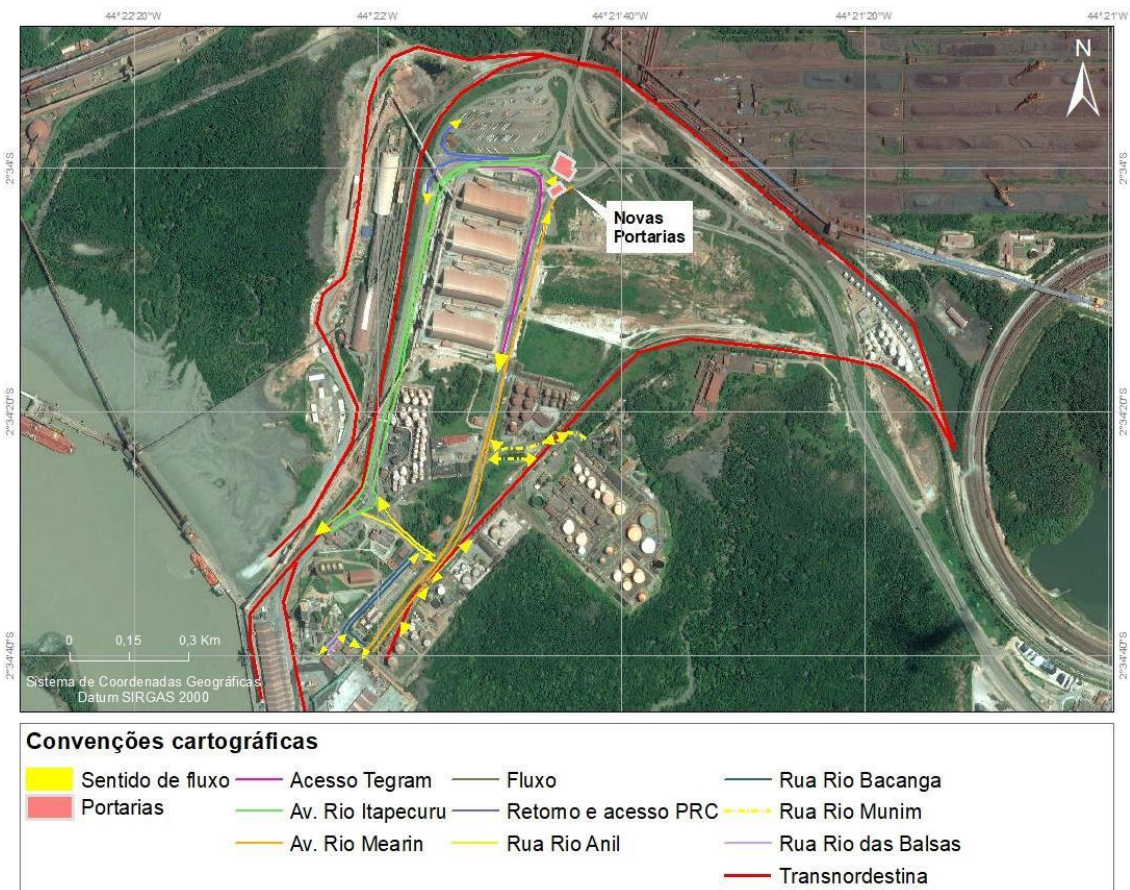 44°22'20"W
44°22'W
44°21'40"W
44°21'20"W
44°21'W
N
2°34'S
2°34'S
Novas
Portarias
2°34'20"S
2°34'20"S
2°34'40"S
2°34'40"S
0 0,15 0,3 Km
Sistema de Coordenadas Geográficas
Datum SIRGAS 2000
Convenções cartográficas
Sentido de fluxo
Portarias
Acesso Tegram
Av. Rio Itapecuru
Av. Rio Mearin
Fluxo
Retorno e acesso PRC
Rua Rio Anil
Rua Rio Bacanga
Rua Rio Munim
Rua Rio das Balsas
Transnordestina